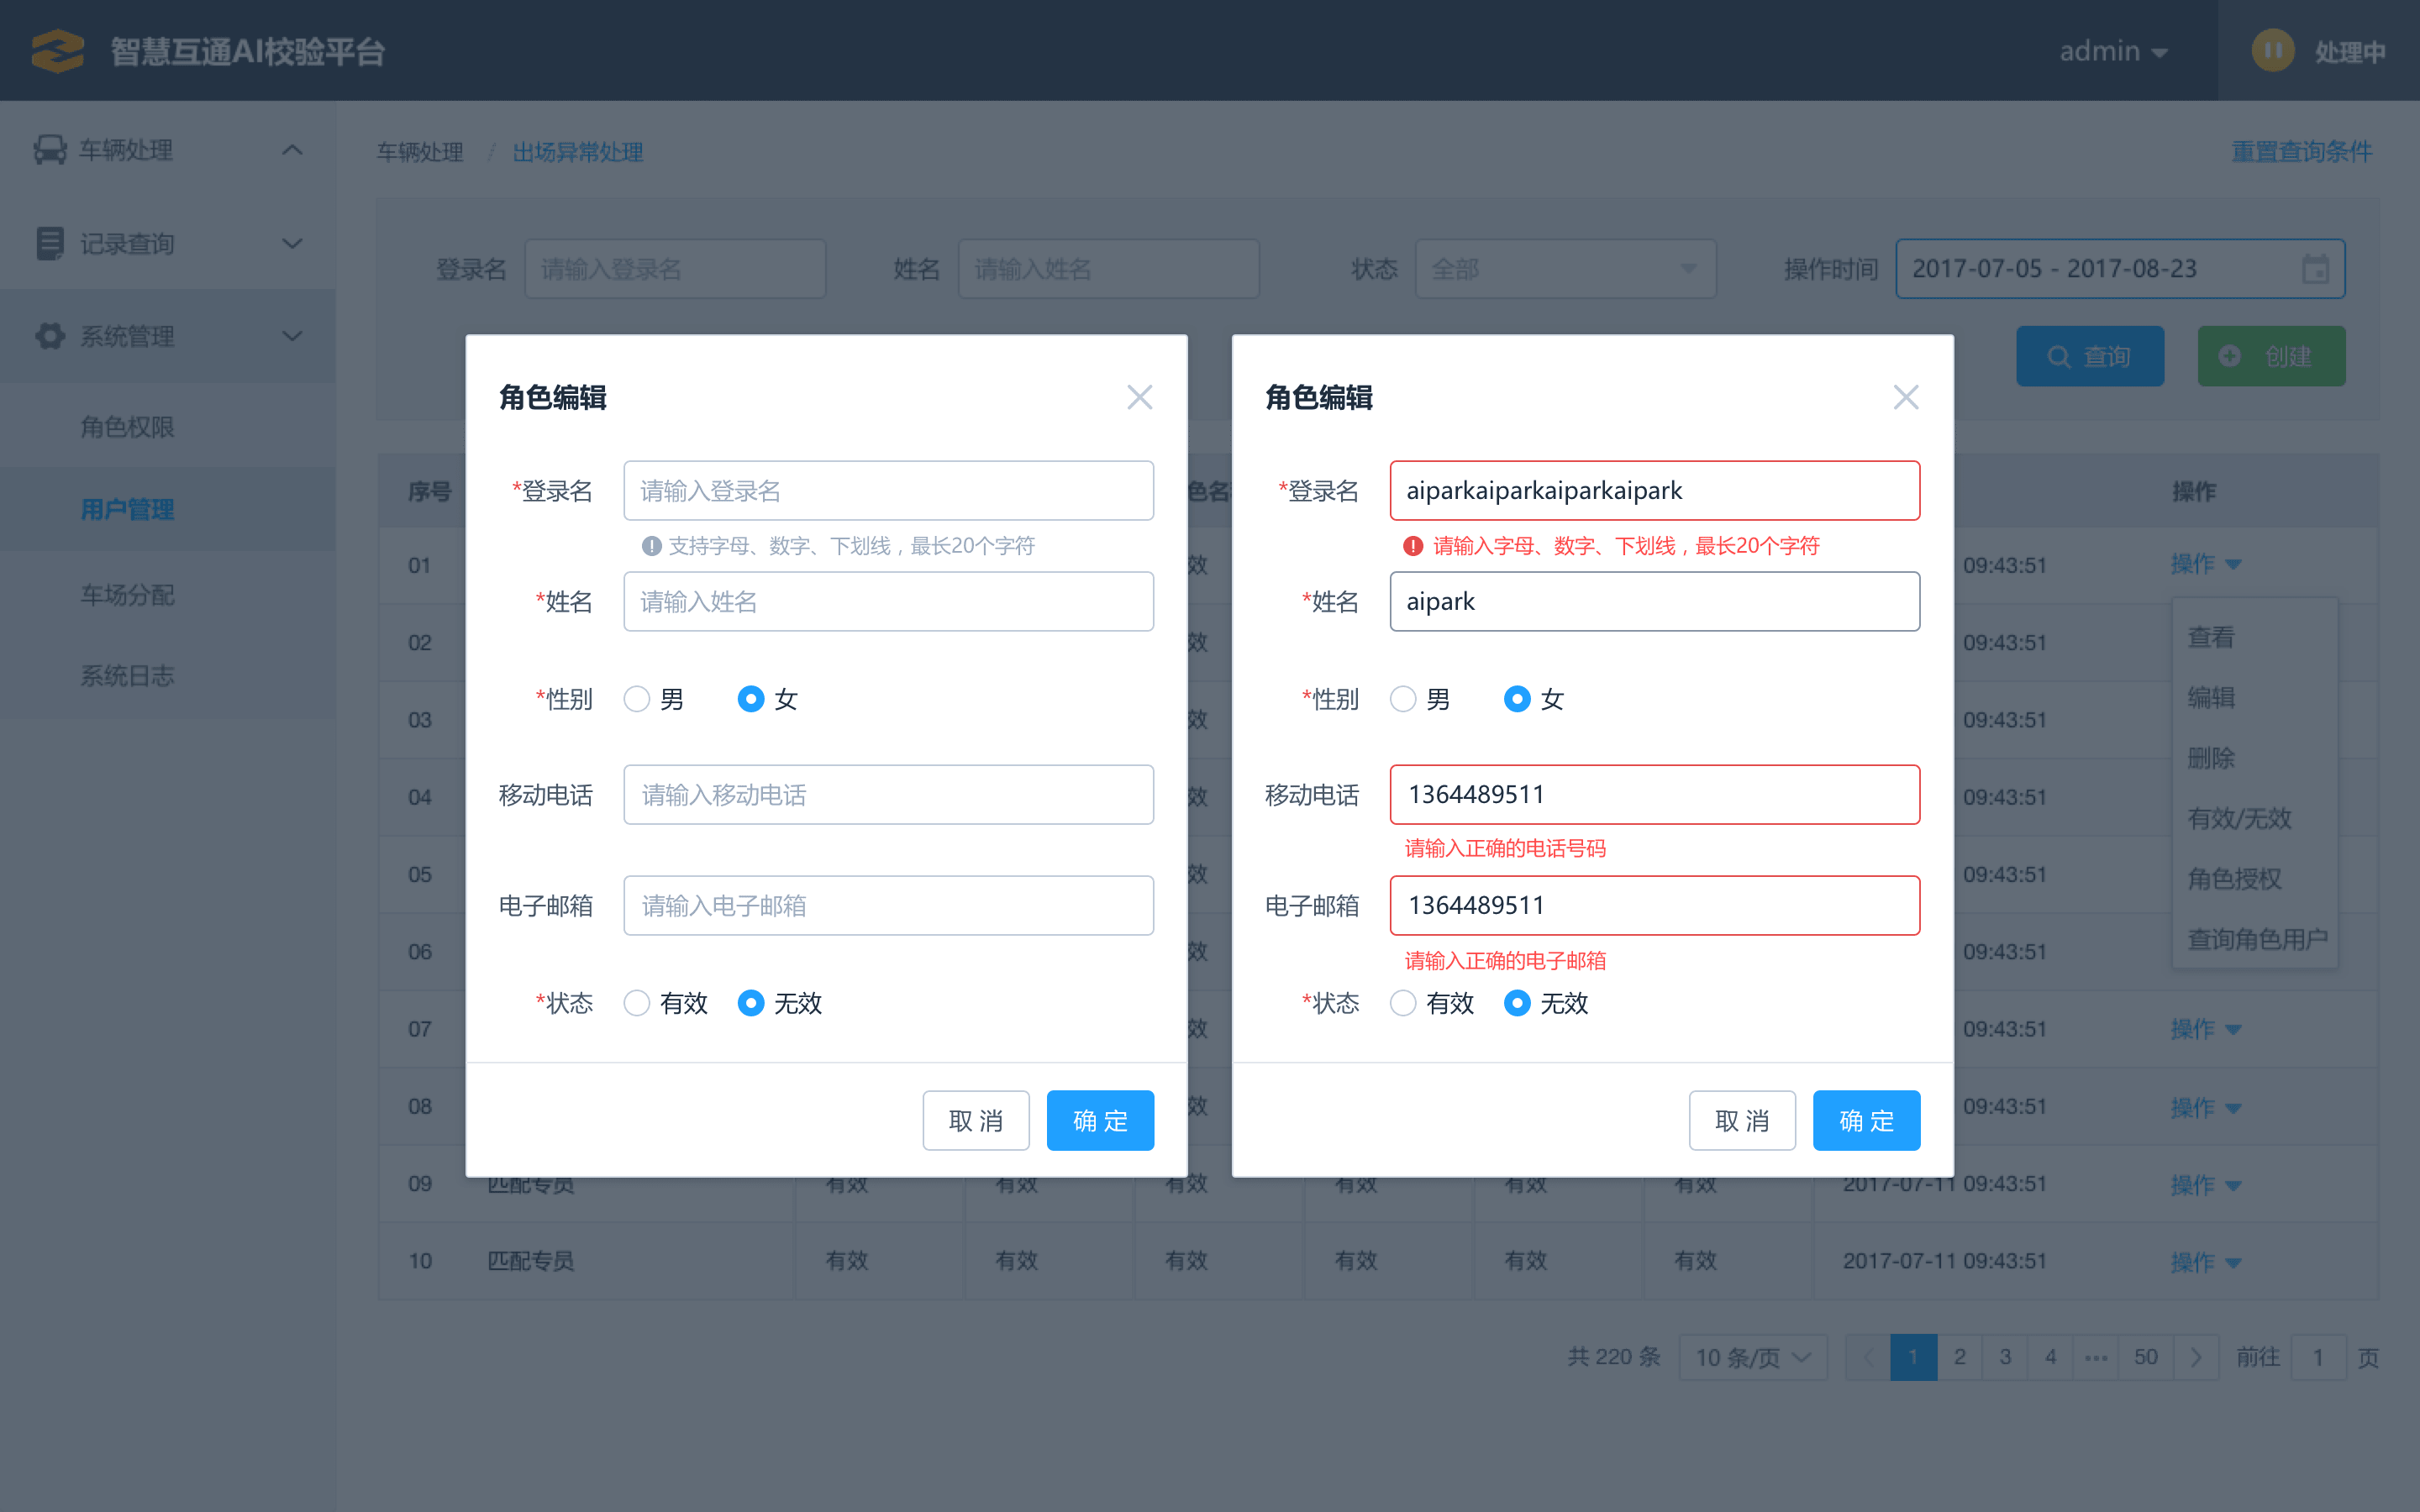 智慧互通AI校验平台
admin
处理中
车辆处理
记录查询
系统管理
角色权限
用户管理
车场分配
系统日志
车辆处理 / 出场异常处理
重置查询条件
登录名 请输入登录名 姓名 请输入姓名 状态 全部 操作时间 2017-07-05 - 2017-08-23
查询 创建
角色编辑
*登录名 请输入登录名
支持字母、数字、下划线，最长20个字符
*姓名 请输入姓名
*性别 男 女
移动电话 请输入移动电话
电子邮箱 请输入电子邮箱
*状态 有效 无效
取 消 确 定
角色编辑
*登录名 aiparkaiparkaiparkaipark
请输入字母、数字、下划线，最长20个字符
*姓名 aipark
*性别 男 女
移动电话 1364489511
请输入正确的电话号码
电子邮箱 1364489511
请输入正确的电子邮箱
*状态 有效 无效
取 消 确 定
序号 色名 操作
01 效 09:43:51 操作
02 效 09:43:51
03 效 09:43:51
04 效 09:43:51
05 效 09:43:51
06 效 09:43:51
07 效 09:43:51 操作
08 效 09:43:51 操作
09 匹配专员 有效 有效 有效 有效 有效 有效 2017-07-11 09:43:51 操作
10 匹配专员 有效 有效 有效 有效 有效 有效 2017-07-11 09:43:51 操作
查看
编辑
删除
有效/无效
角色授权
查询角色用户
共 220 条 10 条/页 1 2 3 4 ••• 50 前往 1 页